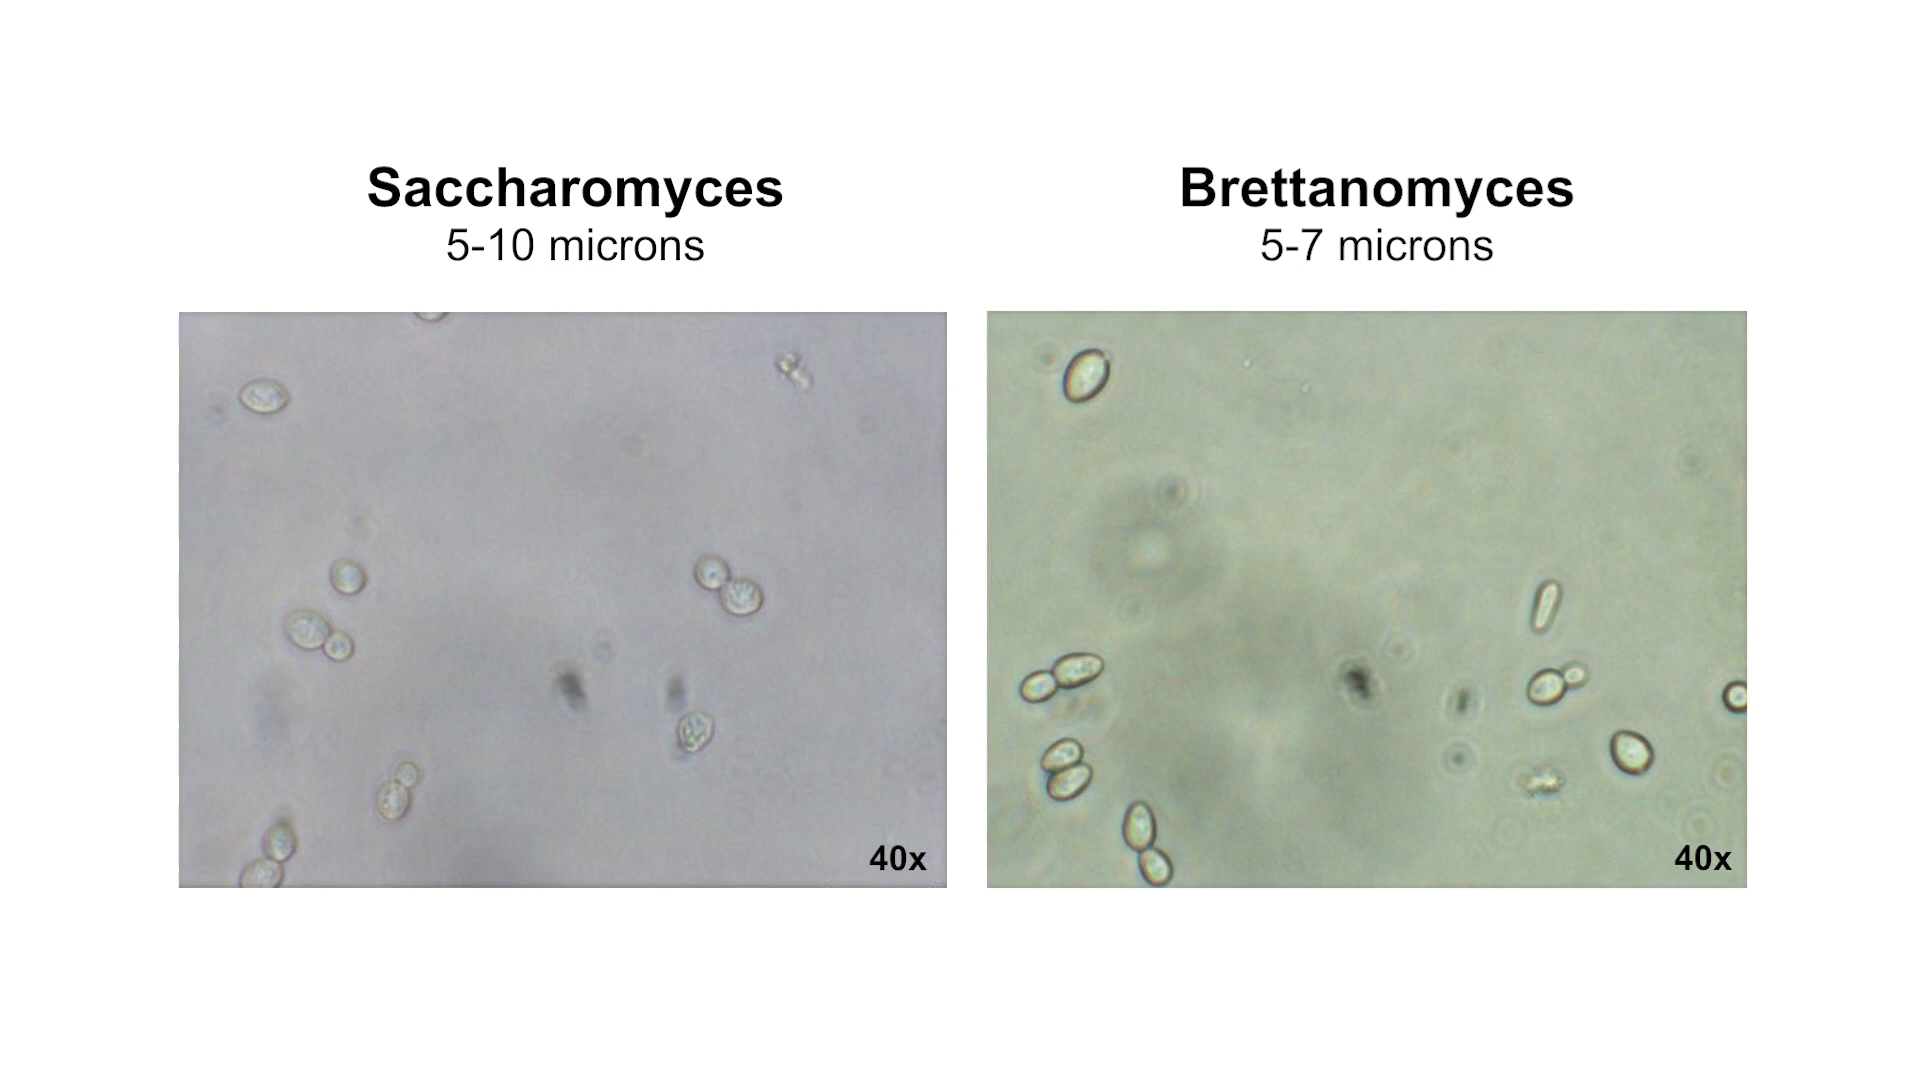 Saccharomyces
5-10 microns
Brettanomyces
5-7 microns
40x
40x